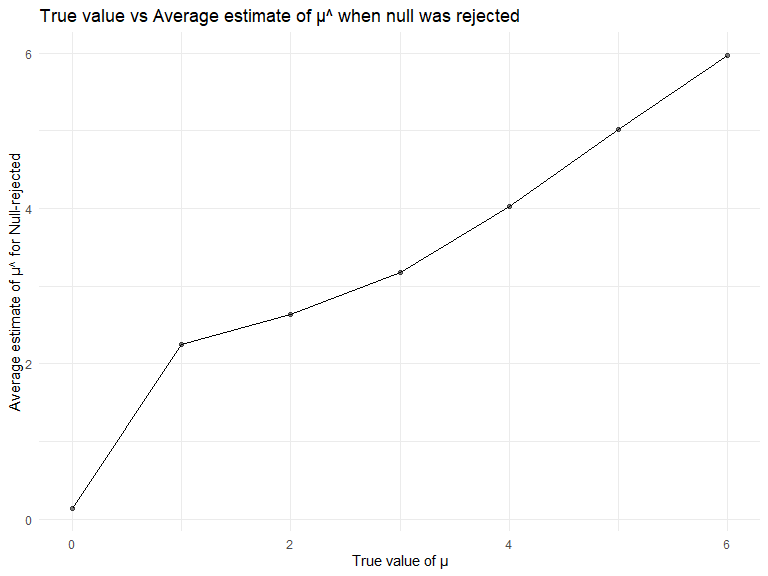 True value vs Average estimate of µ^ when null was rejected
Average estimate of µ^ for Null-rejected
6
4
2
0
0
2
4
6
True value of µ